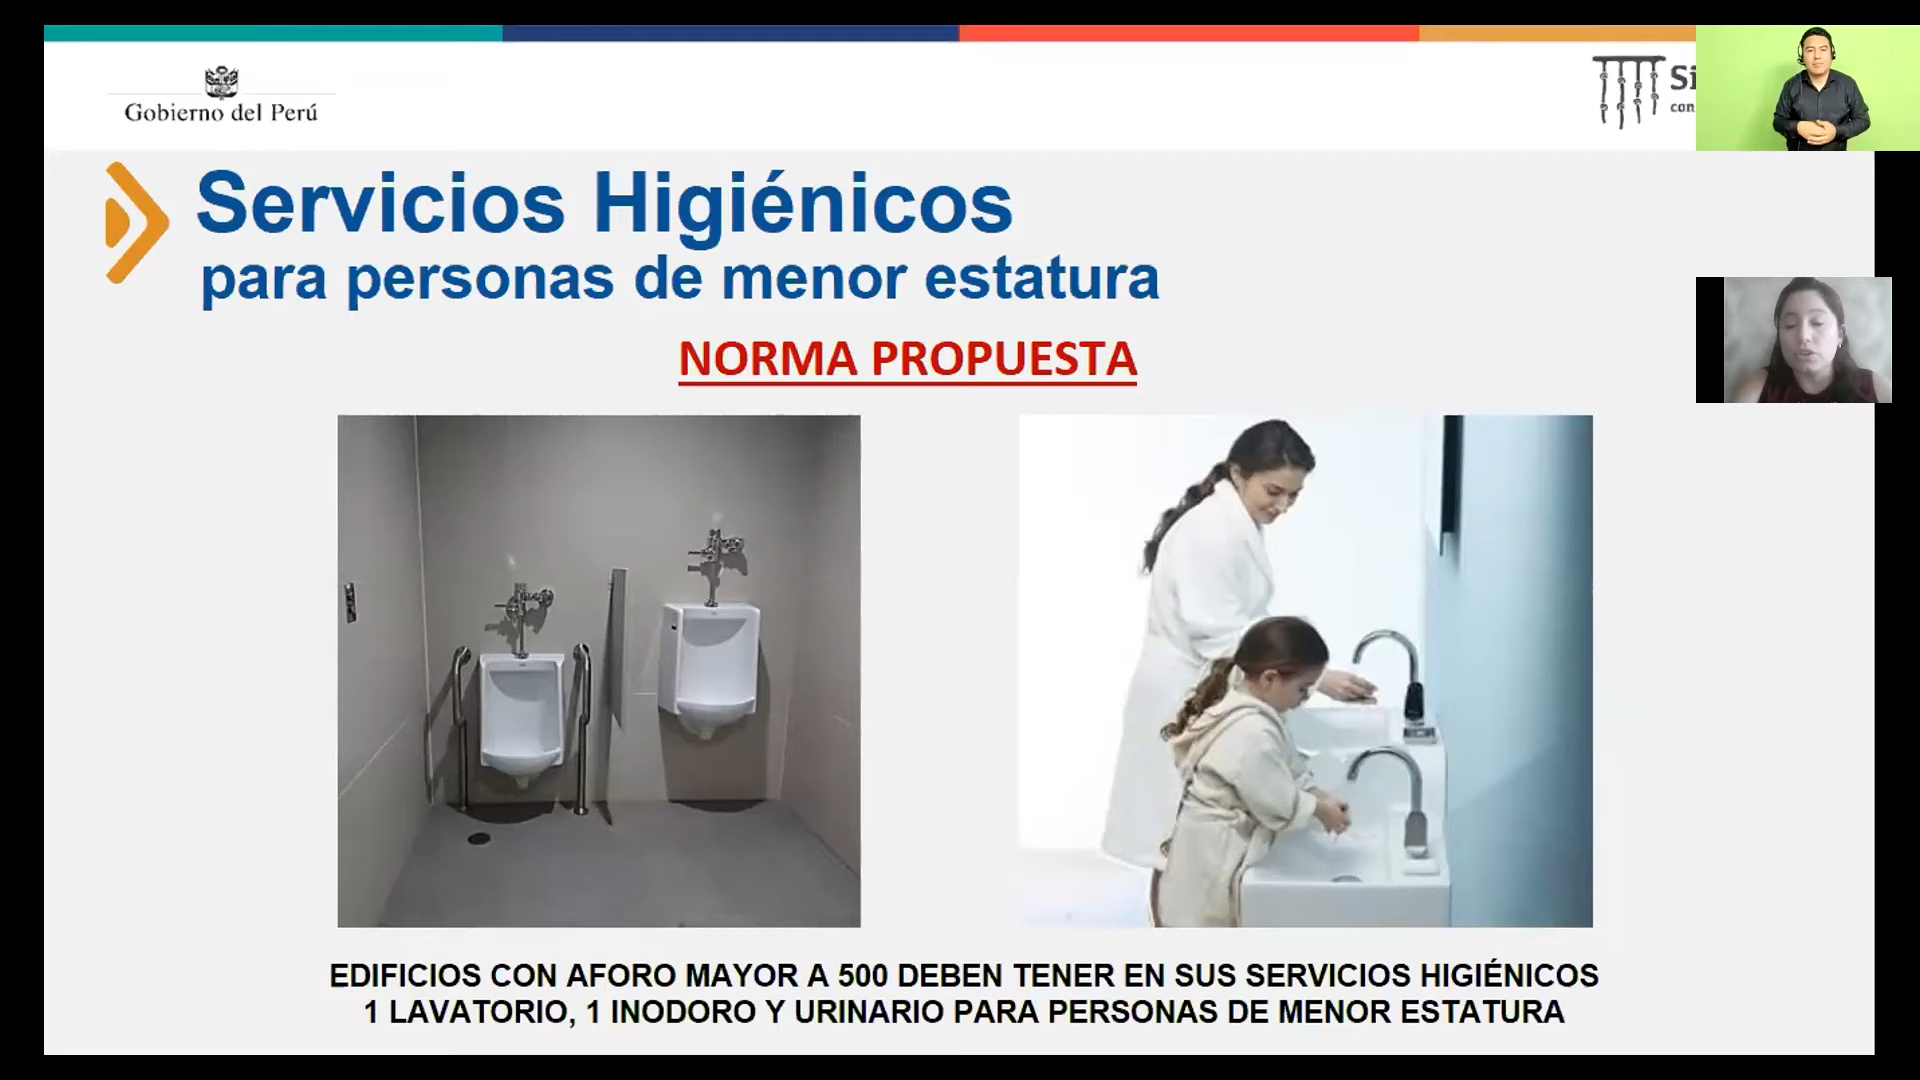 Gobierno del Perú
Servicios Higiénicos
para personas de menor estatura
NORMA PROPUESTA
EDIFICIOS CON AFORO MAYOR A 500 DEBEN TENER EN SUS SERVICIOS HIGIÉNICOS
1 LAVATORIO, 1 INODORO Y URINARIO PARA PERSONAS DE MENOR ESTATURA